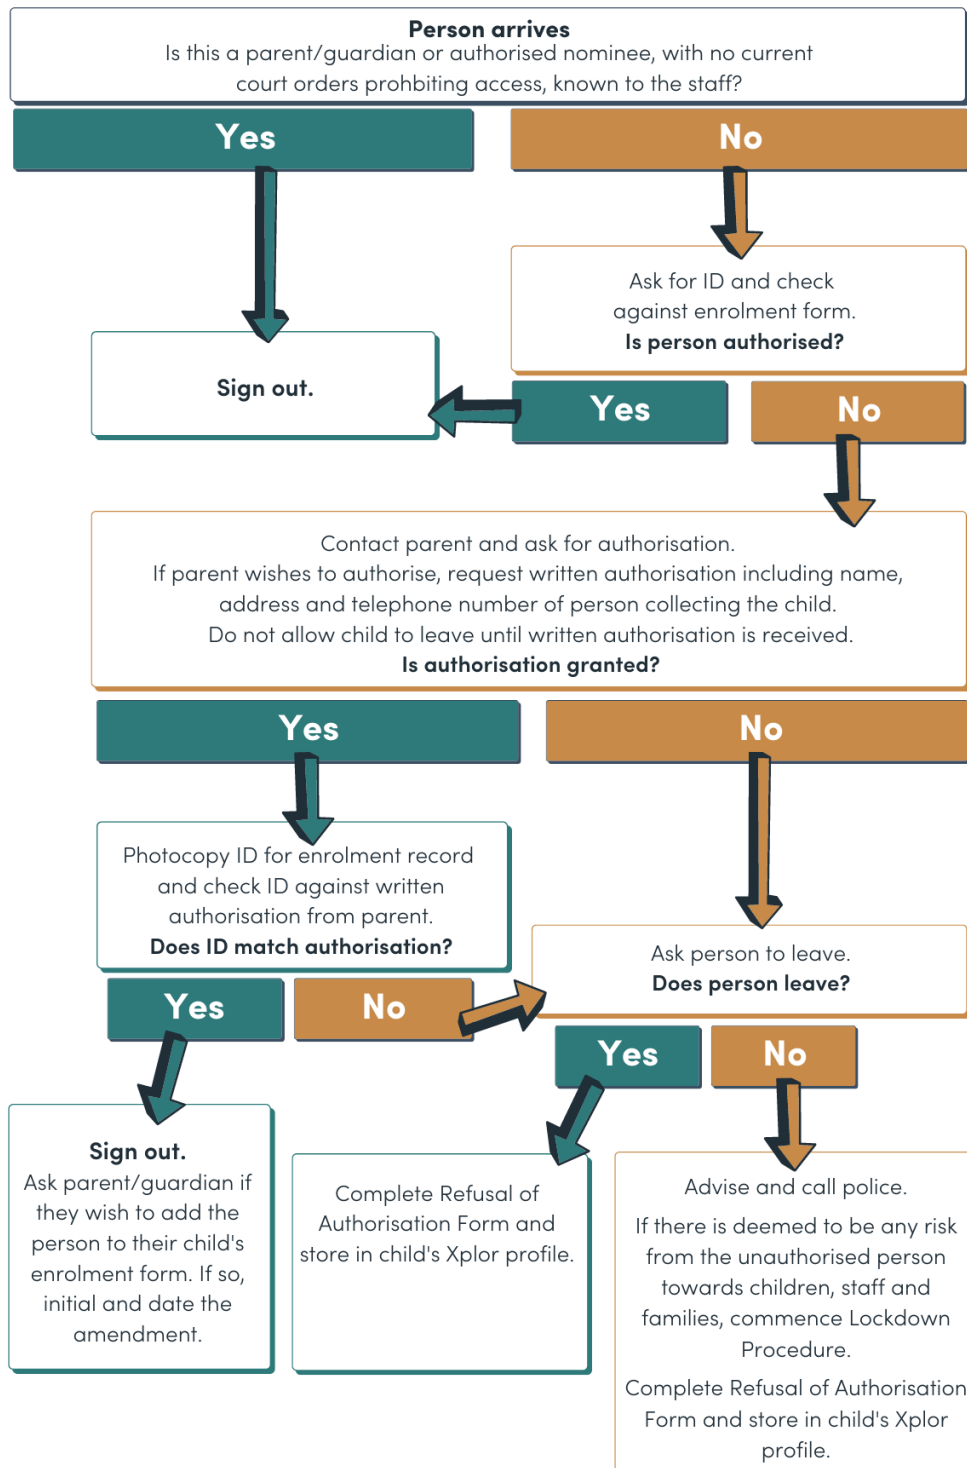 Person arrives
Is this a parent/guardian or authorised nominee, with no current
court orders prohbiting access, known to the staff?
Yes
No
Ask for ID and check
against enrolment form.
Is person authorised?
Sign out.
Yes
No
Contact parent and ask for authorisation.
If parent wishes to authorise, request written authorisation including name,
address and telephone number of person collecting the child.
Do not allow child to leave until written authorisation is received.
Is authorisation granted?
Yes
No
Photocopy ID for enrolment record
and check ID against written
authorisation from parent.
Does ID match authorisation?
Ask person to leave.
Does person leave?
Yes
No
Yes
No
Sign out.
Ask parent/guardian if
they wish to add the
person to their child's
enrolment form. If so,
initial and date the
amendment.
Complete Refusal of
Authorisation Form and
store in child's Xplor profile.
Advise and call police.
If there is deemed to be any risk
from the unauthorised person
towards children, staff and
families, commence Lockdown
Procedure.
Complete Refusal of Authorisation
Form and store in child's Xplor
profile.